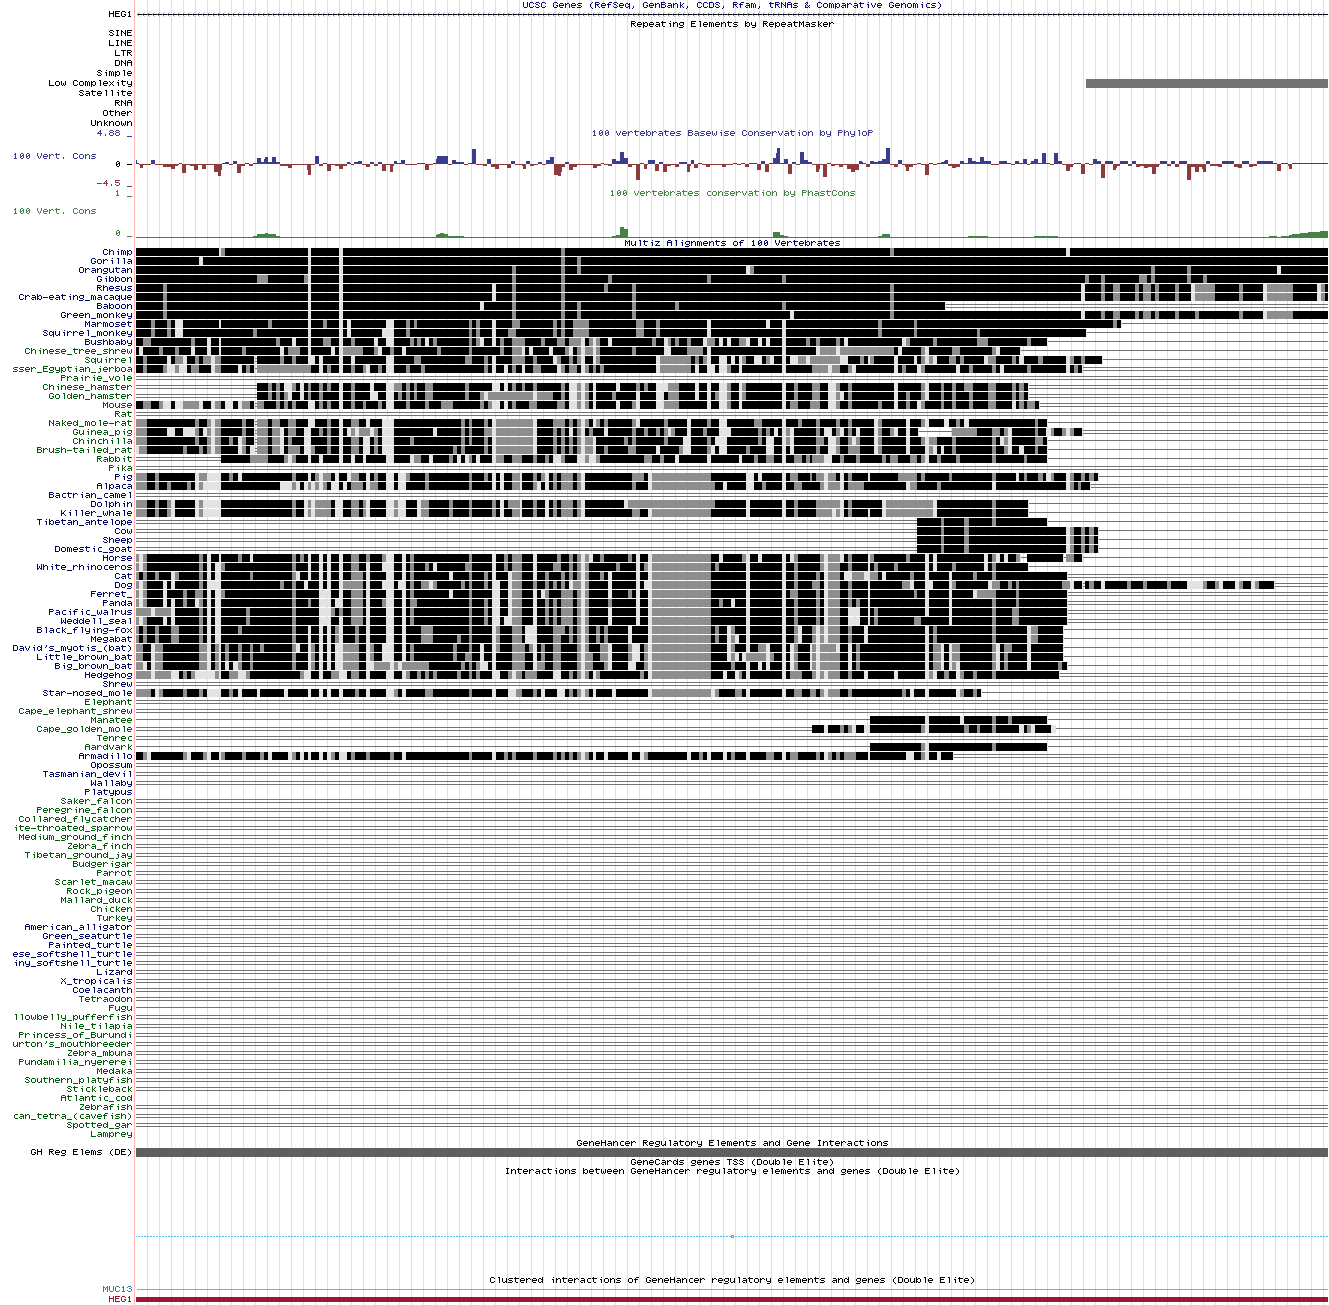 UCSC Genes (RefSeq, GenBank, CCDS, Rfam, tRNAs & Comparative Genomics)
HEG1
Repeating Elements by RepeatMasker
SINE
LINE
LTR
DNA
Simple
Low Complexity
Satellite
RNA
Other
Unknown
4.88 _
100 vertebrates Basewise Conservation by PhyloP
100 Vert. Cons
0 _
-4.5 _
1 _
100 vertebrates conservation by PhastCons
100 Vert. Cons
0 _
Multiz Alignments of 100 Vertebrates
Chimp
Gorilla
Orangutan
Gibbon
Rhesus
Crab-eating_macaque
Baboon
Green_monkey
Marmoset
Squirrel_monkey
Bushbaby
Chinese_tree_shrew
Squirrel
sser_Egyptian_jerboa
Prairie_vole
Chinese_hamster
Golden_hamster
Mouse
Rat
Naked_mole-rat
Guinea_pig
Chinchilla
Brush-tailed_rat
Rabbit
Pika
Pig
Alpaca
Bactrian_camel
Dolphin
Killer_whale
Tibetan_antelope
Cow
Sheep
Domestic_goat
Horse
White_rhinoceros
Cat
Dog
Ferret_
Panda
Pacific_walrus
Weddell_seal
Black_flying-fox
Megabat
David's_myotis_(bat)
Little_brown_bat
Big_brown_bat
Hedgehog
Shrew
Star-nosed_mole
Elephant
Cape_elephant_shrew
Manatee
Cape_golden_mole
Tenrec
Aardvark
Armadillo
Opossum
Tasmanian_devil
Wallaby
Platypus
Saker_falcon
Peregrine_falcon
Collared_flycatcher
ite-throated_sparrow
Medium_ground_finch
Zebra_finch
Tibetan_ground_jay
Budgerigar
Parrot
Scarlet_macaw
Rock_pigeon
Mallard_duck
Chicken
Turkey
American_alligator
Green_seaturtle
Painted_turtle
ese_softshell_turtle
iny_softshell_turtle
Lizard
X_tropicalis
Coelacanth
Tetraodon
Fugu
llowbelly_pufferfish
Nile_tilapia
Princess_of_Burundi
urton's_mouthbreeder
Zebra_mbuna
Pundamilia_nyererei
Medaka
Southern_platyfish
Stickleback
Atlantic_cod
Zebrafish
can_tetra_(cavefish)
Spotted_gar
Lamprey
GeneHancer Regulatory Elements and Gene Interactions
GH Reg Elems (DE)
GeneCards genes TSS (Double Elite)
Interactions between GeneHancer regulatory elements and genes (Double Elite)
Clustered interactions of GeneHancer regulatory elements and genes (Double Elite)
MUC13
HEG1